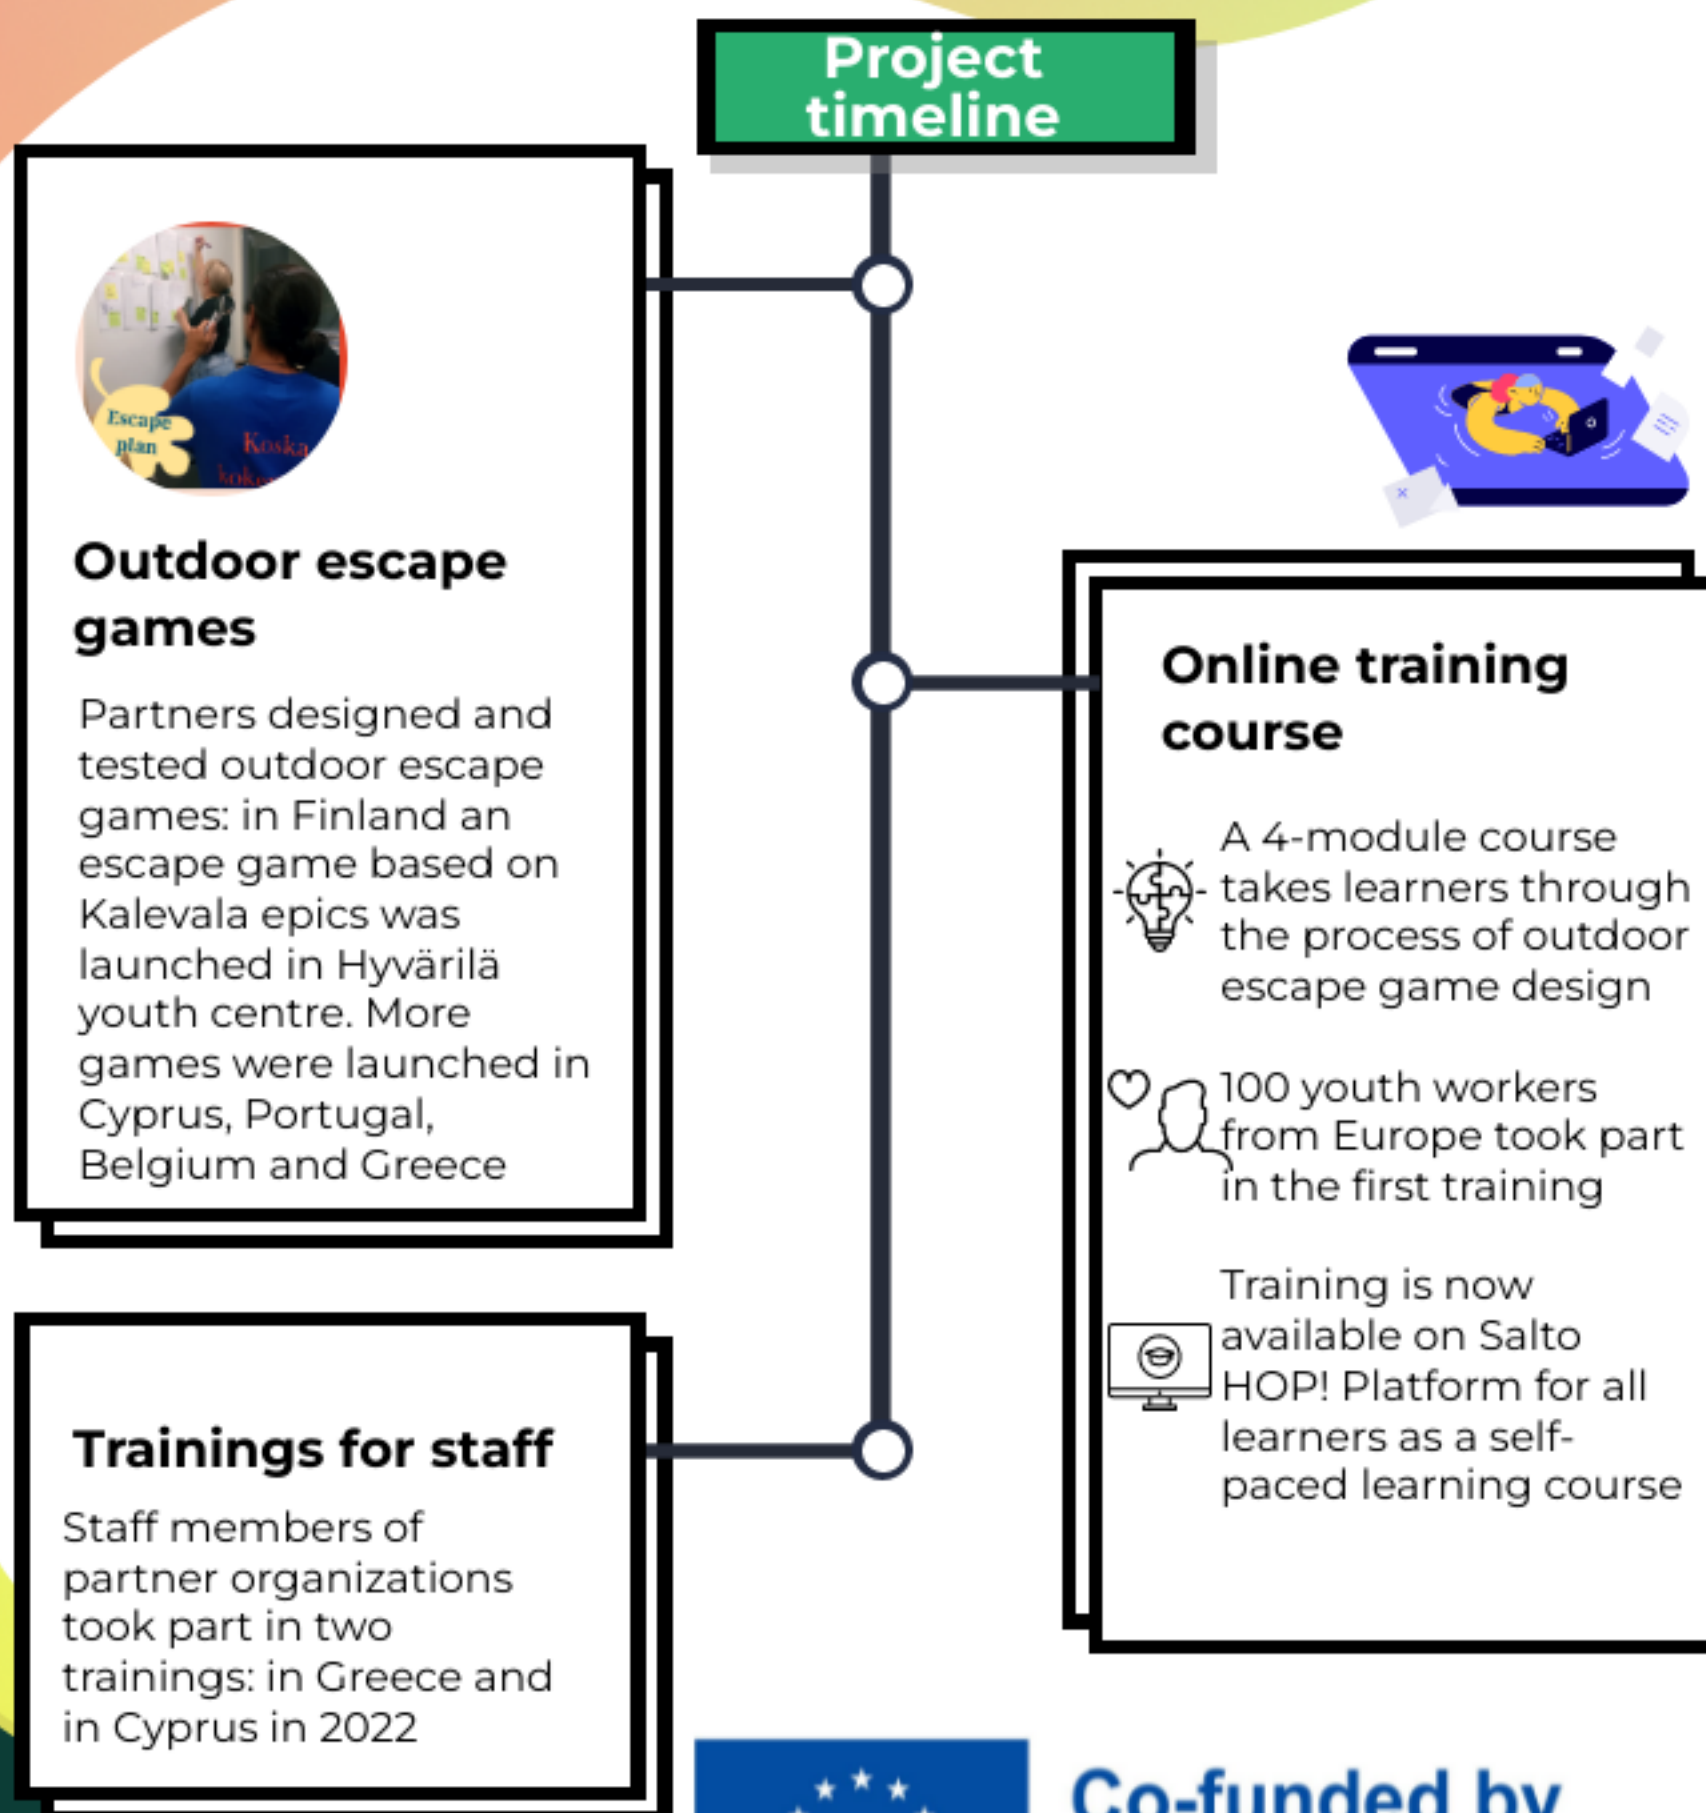 Project
timeline
Escape
plan
Koska
Outdoor escape
games
Partners designed and
tested outdoor escape
games: in Finland an
escape game based on
Kalevala epics was
launched in Hyvärilä
youth centre. More
games were launched in
Cyprus, Portugal,
Belgium and Greece
Online training
course
A 4-module course
takes learners through
the process of outdoor
escape game design
100 youth workers
from Europe took part
in the first training
Training is now
available on Salto
HOP! Platform for all
learners as a self-
paced learning course
Trainings for staff
Staff members of
partner organizations
took part in two
trainings: in Greece and
in Cyprus in 2022
Co-funded by